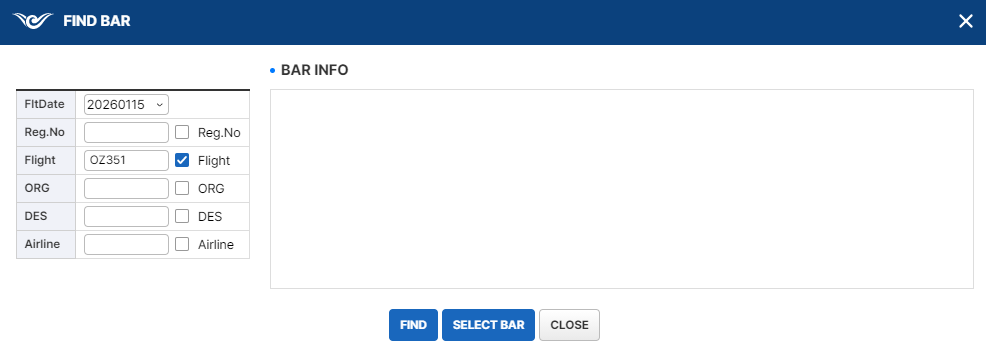 FIND BAR
BAR INFO
FltDate 20260115
Reg.No Reg.No
Flight OZ351 Flight
ORG ORG
DES DES
Airline Airline
FIND SELECT BAR CLOSE